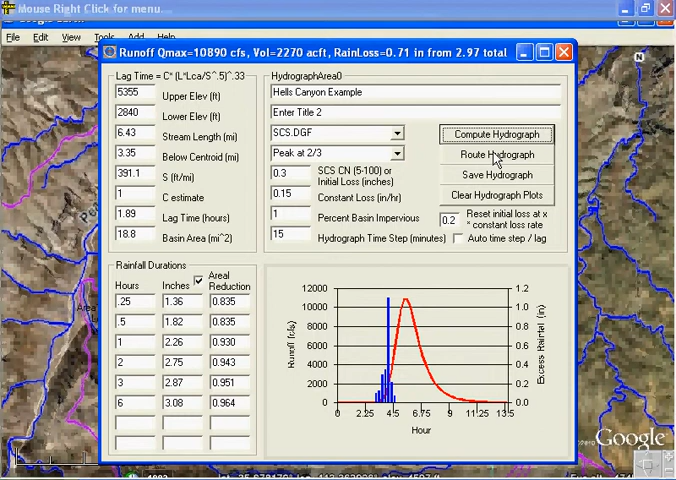 Mouse Right Click for menu....
Google Earth
File Edit View Tools
Runoff Qmax=10890 cfs, Vol=2270 acft, RainLoss=0.71 in from 2.97 total
Lag Time = C* (L*Lca/S^.5)^.33
5355 Upper Elev (ft)
2840 Lower Elev (ft)
6.43 Stream Length (mi)
3.35 Below Centroid (mi)
391.1 S (ft/mi)
1 C estimate
1.89 Lag Time (hours)
18.8 Basin Area (mi^2)
HydrographArea0
Hells Canyon Example
Enter Title 2
SCS.DGF
Peak at 2/3
0.3 SCS CN (5-100) or
Initial Loss (inches)
0.15 Constant Loss (in/hr)
1 Percent Basin Impervious
15 Hydrograph Time Step (minutes)
Compute Hydrograph
Route Hydrograph
Save Hydrograph
Clear Hydrograph Plots
0.2 Reset initial loss at x
* constant loss rate
Auto time step / lag
Rainfall Durations
Hours Inches Areal
Reduction
.25 1.36 0.835
.5 1.82 0.835
1 2.26 0.930
2 2.75 0.943
3 2.87 0.951
6 3.08 0.964
12000 1.2
10000 1.0
8000 0.8
6000 0.6
4000 0.4
2000 0.2
0 0.0
Runoff (cfs)
Excess Rainfall (in)
0 2.25 4.5 6.75 9 11.25 13.5
Hour
N
Google